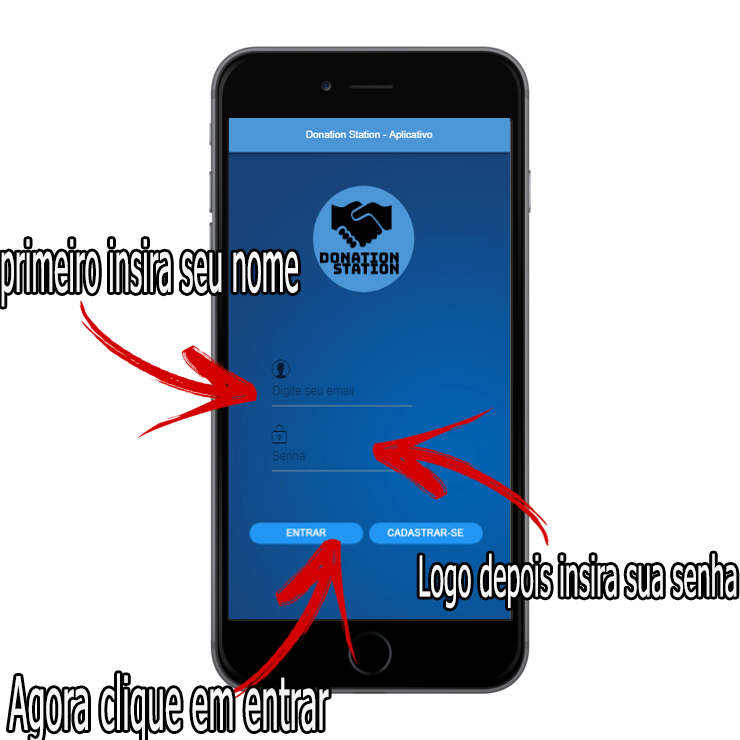 Donation Station - Aplicativo
DONATION
STATION
primeiro insira seu nome
Digite seu email
Senha
ENTRAR
CADASTRAR-SE
Logo depois insira sua senha
Agora clique em entrar